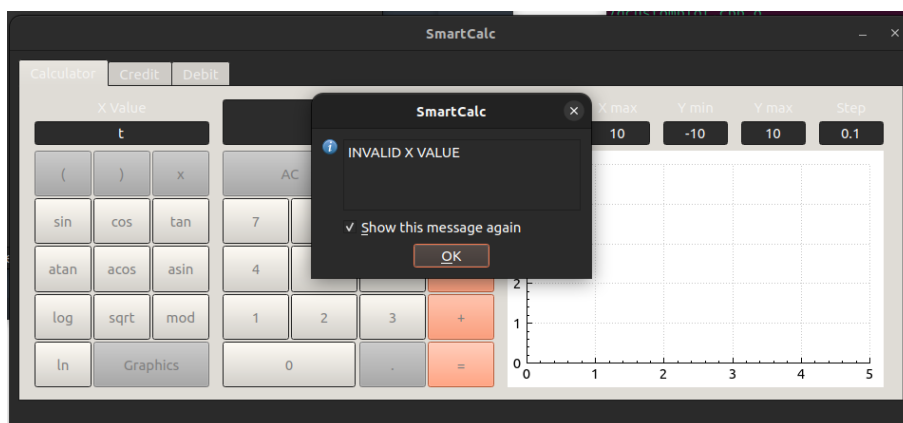 SmartCalc
Calculator Credit Debit
X Value
t
X max Y min Y max Step
10 -10 10 0.1
SmartCalc
INVALID X VALUE
Show this message again
OK
( ) x AC
sin cos tan 7
atan acos asin 4
log sqrt mod 1 2 3 +
ln Graphics 0 . =
2
1
0
0 1 2 3 4 5